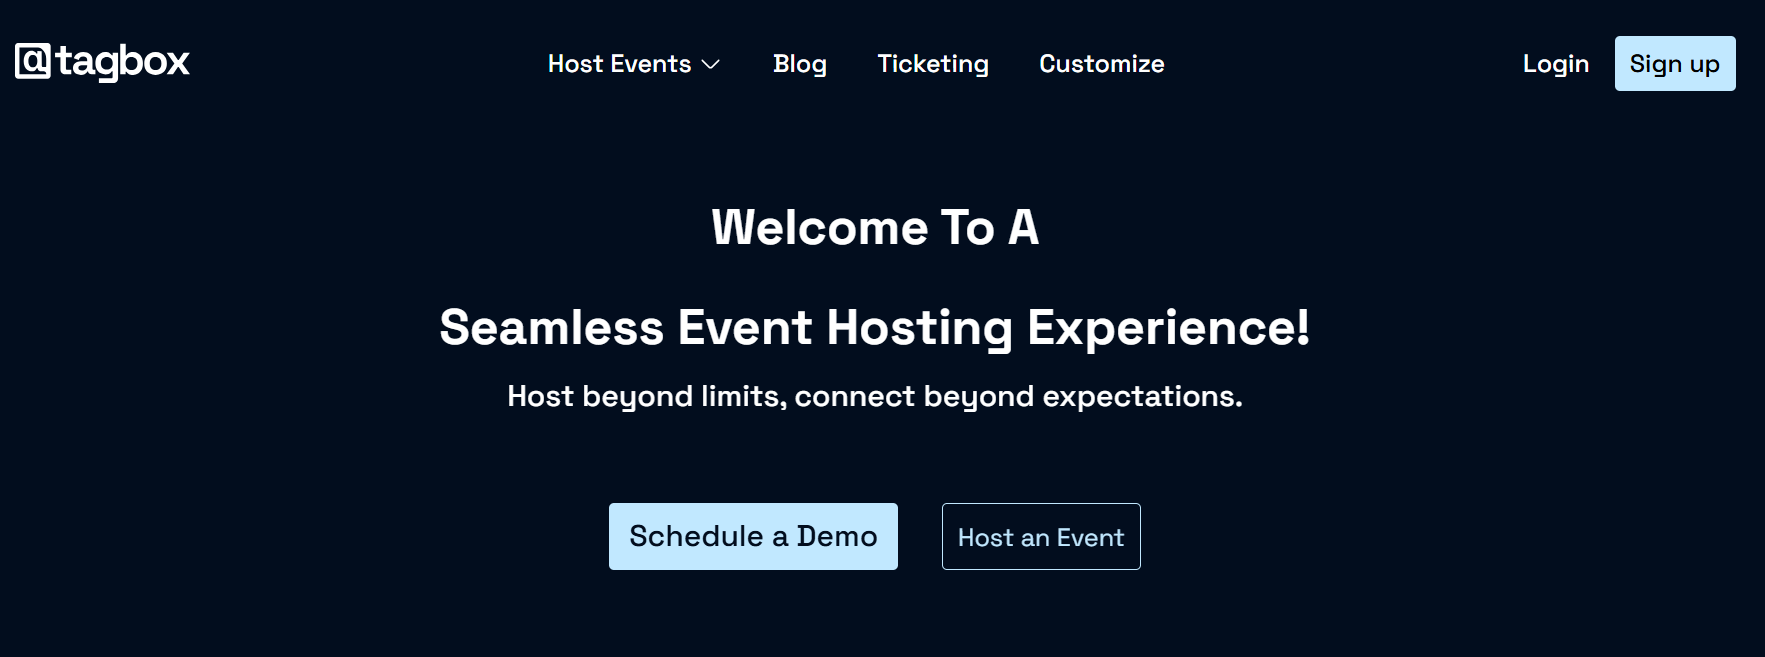 @tagbox
Host Events
Blog
Ticketing
Customize
Login
Sign up
Welcome To A
Seamless Event Hosting Experience!
Host beyond limits, connect beyond expectations.
Schedule a Demo
Host an Event